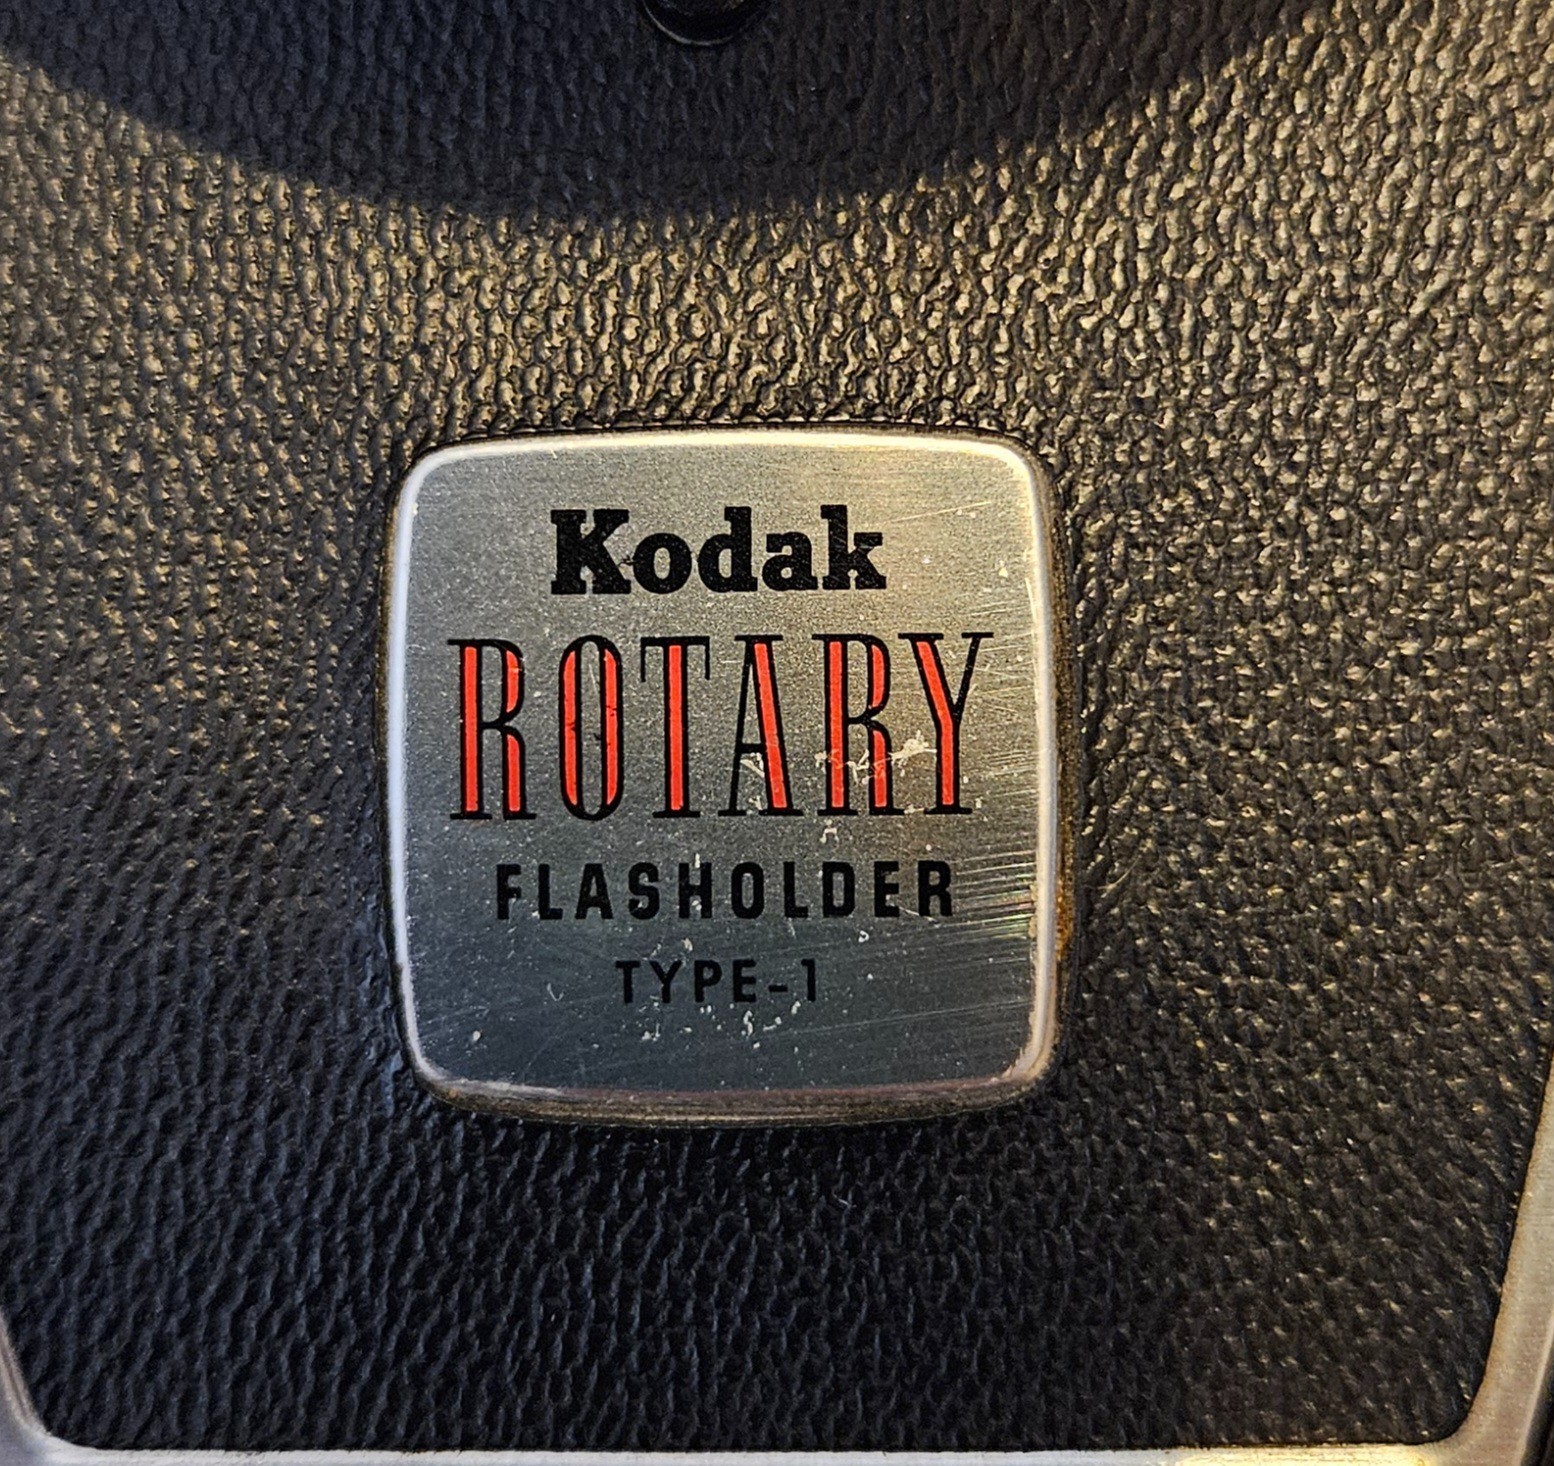 Kodak
ROTARY
FLASHOLDER
TYPE-1